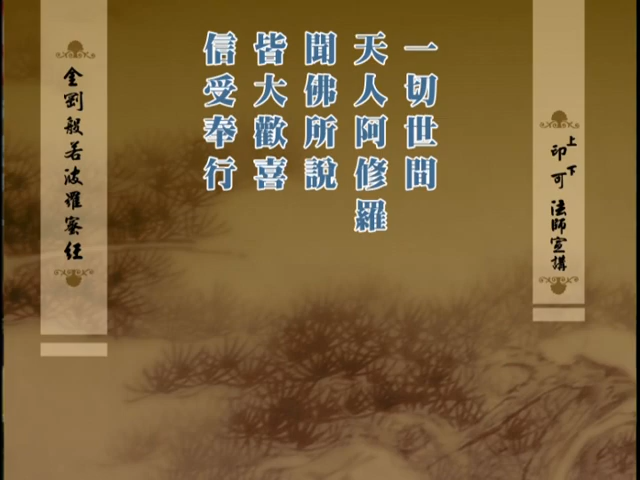 上印下可法師宣講
一切世間
天人阿修羅
聞佛所說
皆大歡喜
信受奉行
金剛般若波羅蜜經